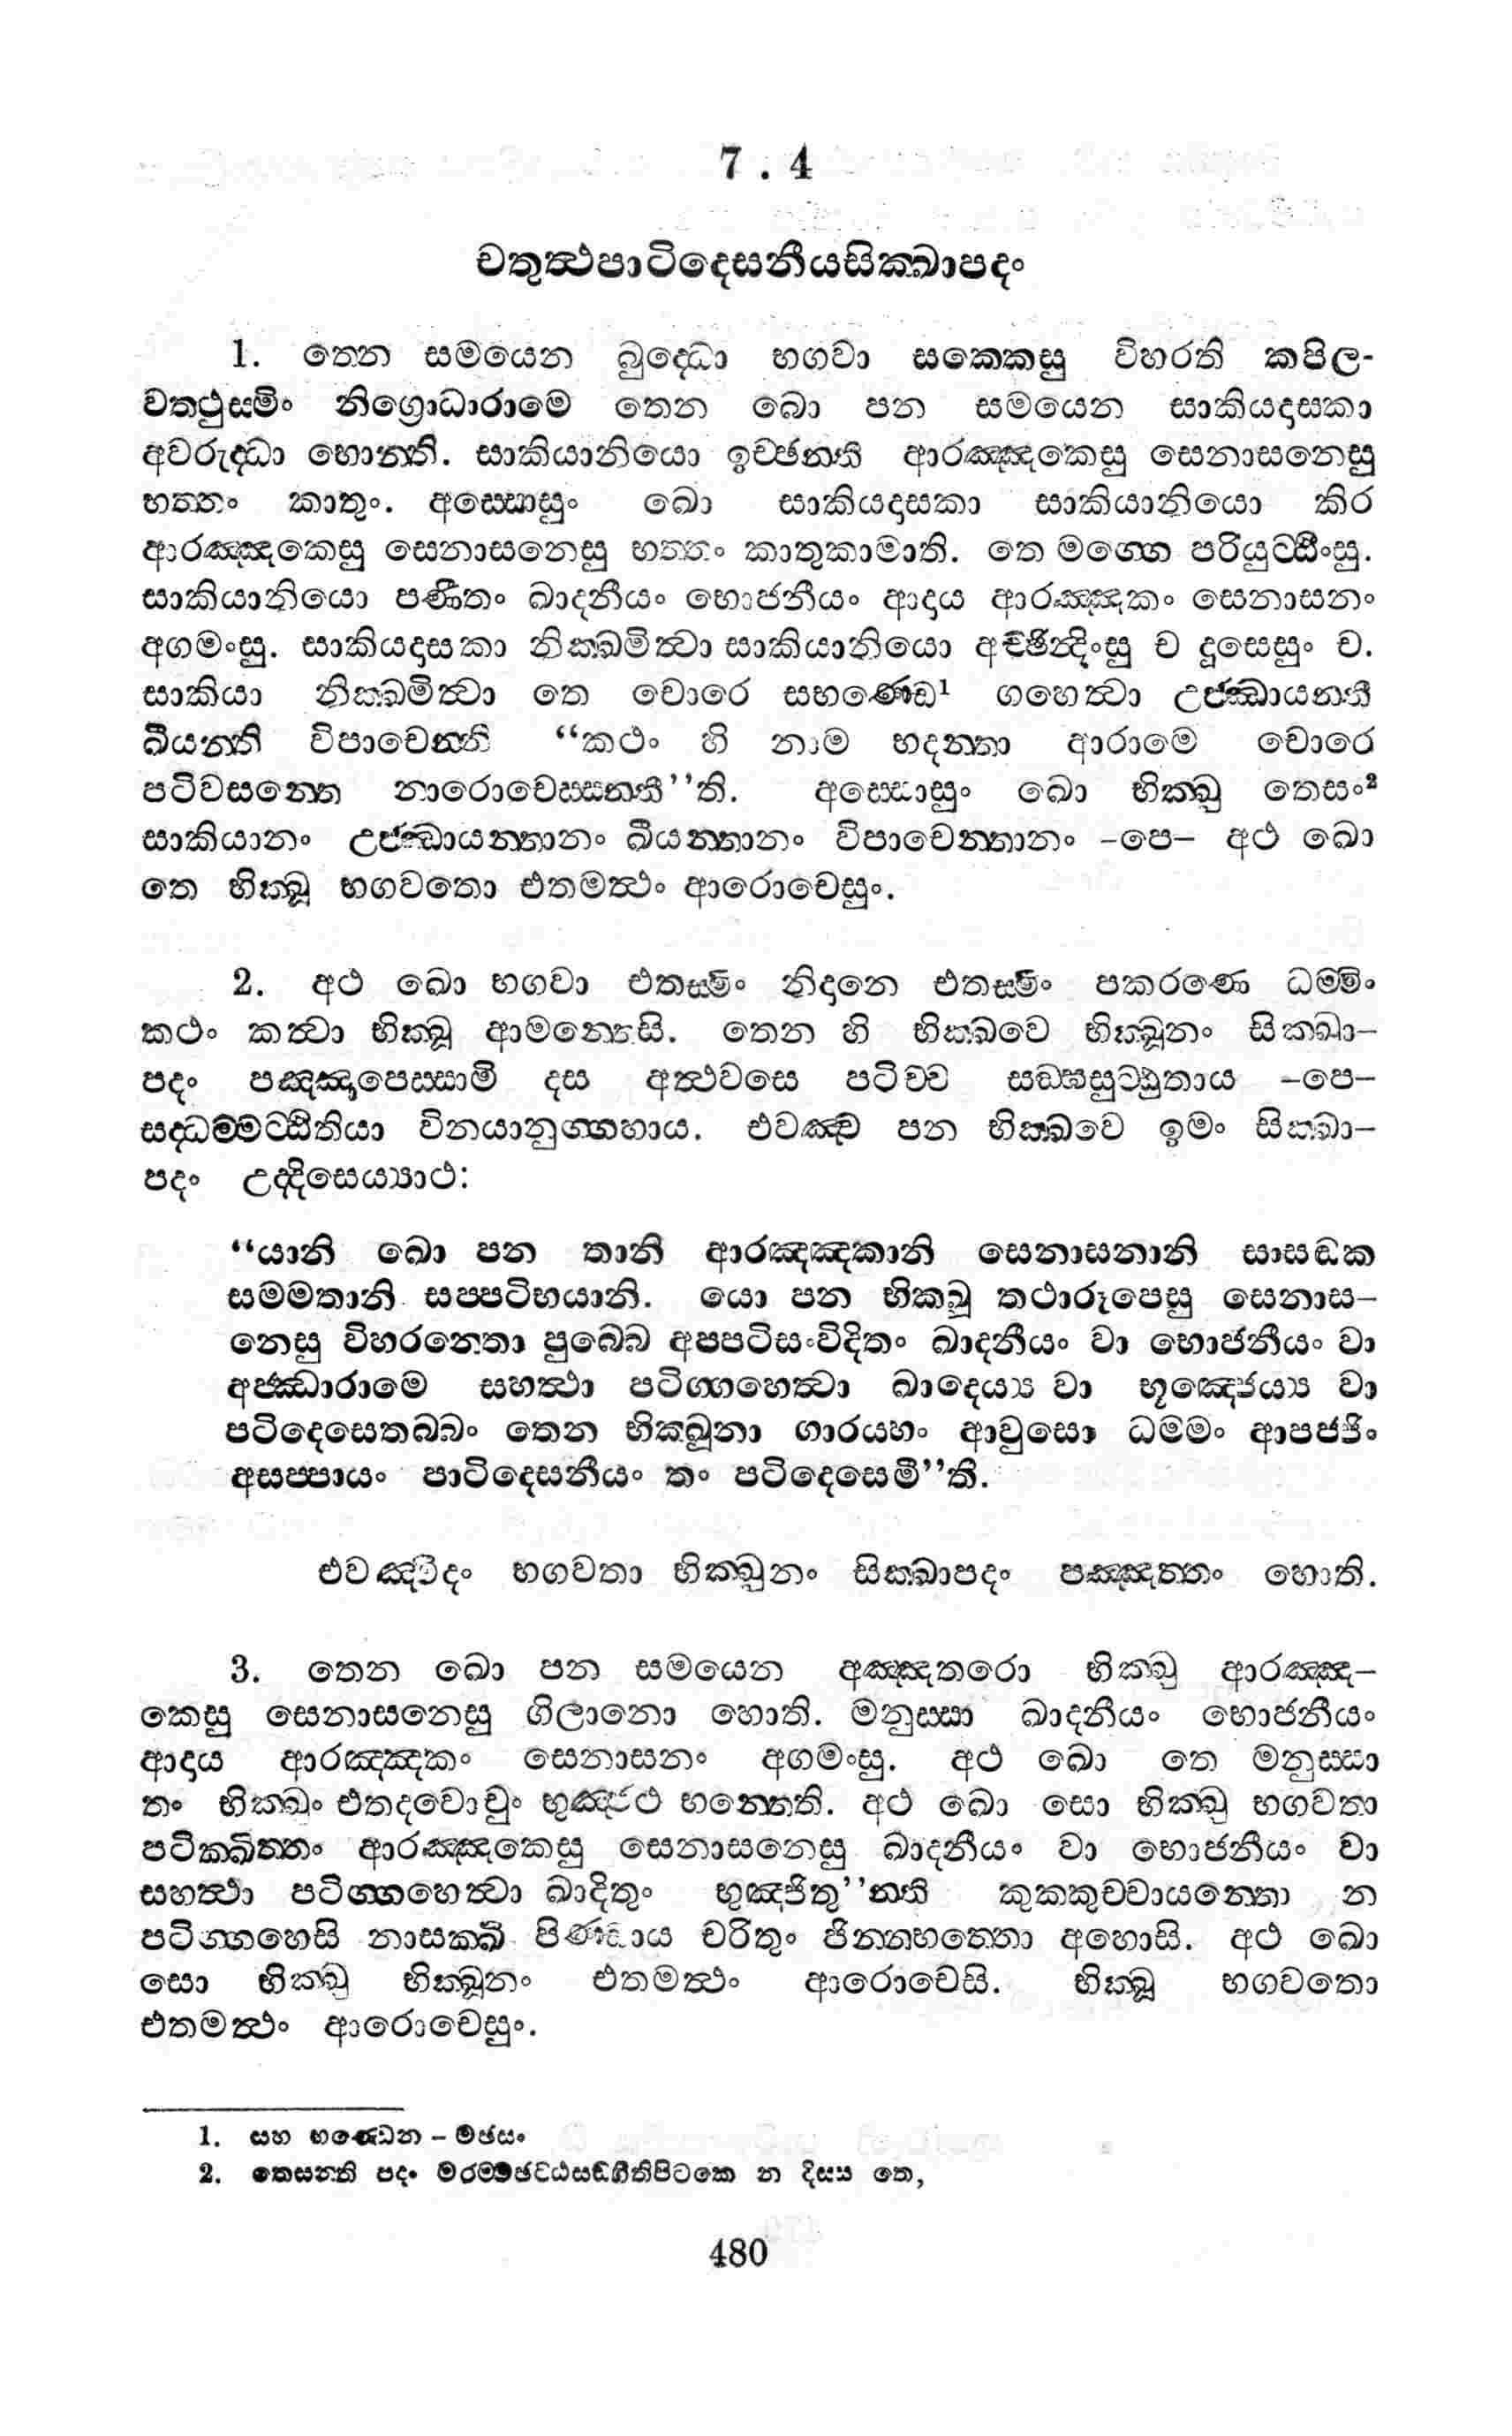 7 . 4
චතුත්‍ථපාටිදෙසනීයසික්‍ඛාපදං
1. තෙන සමයෙන බුද්‍ධො භගවා සක්‍කෙසු විහරති කපිල-
වත්‍ථුස්මිං නිග්‍රොධාරාමෙ තෙන ඛො පන සමයෙන සාකියදාසකා
අවරුද්‍ධා හොන්‍ති. සාකියානියො ඉච්ඡන්‍ති ආරඤ්ඤකෙසු සෙනාසනෙසු
භත්‍තං කාතුං. අස්සොසුං ඛො සාකියදාසකා සාකියානියො කිර
ආරඤ්ඤකෙසු සෙනාසනෙසු භත්‍තං කාතුකාමාති. තෙ මග්‍ගෙ පරියුට්ඨිංසු.
සාකියානියො පණීතං ඛාදනීයං භොජනීයං ආදාය ආරඤ්ඤකං සෙනාසනං
අගමංසු. සාකියදාසකා නික්‍ඛමිත්‍වා සාකියානියො අච්ඡින්‍දිංසු ච දූසෙසුං ච.
සාකියා නික්‍ඛමිත්‍වා තෙ චොරෙ සභණ්ඩෙ¹ ගහෙත්‍වා උජ්ඣායන්‍ති
ඛීයන්‍ති විපාචෙන්‍ති “කථං හි නාම භදන්‍තා ආරාමෙ චොරෙ
පටිවසන්‍තෙ නාරොචෙස්සන්‍තී”ති. අස්සොසුං ඛො භික්‍ඛූ තෙසං²
සාකියානං උජ්ඣායන්‍තානං ඛීයන්‍තානං විපාචෙන්‍තානං –පෙ– අථ ඛො
තෙ භික්‍ඛූ භගවතො එතමත්‍ථං ආරොචෙසුං.
2. අථ ඛො භගවා එතස්මිං නිදානෙ එතස්මිං පකරණෙ ධම්මිං
කථං කත්‍වා භික්‍ඛූ ආමන්‍තෙසි. තෙන හි භික්‍ඛවෙ භික්‍ඛූනං සික්‍ඛා–
පදං පඤ්ඤාපෙස්සාමි දස අත්‍ථවසෙ පටිච්ච සඞ්ඝසුට්ඨුතාය –පෙ–
සද්‍ධම්මට්ඨිතියා විනයානුග්‍ගහාය. එවඤ්ච පන භික්‍ඛවෙ ඉමං සික්‍ඛා–
පදං උද්‍දිසෙය්‍යාථ:
“යානි ඛො පන තානි ආරඤ්ඤකානි සෙනාසනානි සාසඞ්ක
සම්මතානි සප්පටිභයානි. යො පන භික්ඛූ තථාරූපෙසු සෙනාස–
නෙසු විහරන්තො පුබ්බෙ අප්පටිසංවිදිතං ඛාදනීයං වා භොජනීයං වා
අජ්ඣාරාමෙ සහත්‍ථා පටිග්‍ගහෙත්‍වා ඛාදෙය්‍ය වා භූඤ්ජෙය්‍ය වා
පටිදෙසෙතබ්බං තෙන භික්ඛූනා ගාරය්හං ආවුසො ධම්මං ආපජ්ජිං
අසප්පායං පාටිදෙසනීයං තං පටිදෙසෙමී”ති.
එවඤ්චිදං භගවතා භික්‍ඛුනං සික්‍ඛාපදං පඤ්ඤත්‍තං හොති.
3. තෙන ඛො පන සමයෙන අඤ්ඤතරො භික්‍ඛු ආරඤ්ඤ–
කෙසු සෙනාසනෙසු ගිලානො හොති. මනුස්සා ඛාදනීයං භොජනීයං
ආදාය ආරඤ්ඤකං සෙනාසනං අගමංසු. අථ ඛො තෙ මනුස්සා
තං භික්‍ඛුං එතදවොචුං භුඤ්ජථ භන්‍තෙති. අථ ඛො සො භික්‍ඛු භගවතා
පටික්‍ඛිත්‍තං ආරඤ්ඤකෙසු සෙනාසනෙසු ඛාදනීයං වා භොජනීයං වා
සහත්‍ථා පටිග්‍ගහෙත්‍වා ඛාදිතුං භුඤ්ජිතු”න්‍ති කුක්කුච්චායන්‍තො න
පටිග්‍ගහෙසි නාසක්‍ඛි පිණ්ඩාය චරිතුං ඡින්‍නභත්‍තො අහොසි. අථ ඛො
සො භික්‍ඛු භික්‍ඛූනං එතමත්‍ථං ආරොචෙසි. භික්‍ඛූ භගවතො
එතමත්‍ථං ආරොචෙසුං.
1. සහ භණ්ඩෙන – මඡසං
2. තෙසන්‍ති පදං මරම්මඡට්ඨසඞ්ගීතිපිටකෙ න දිස්ස තෙ,
480